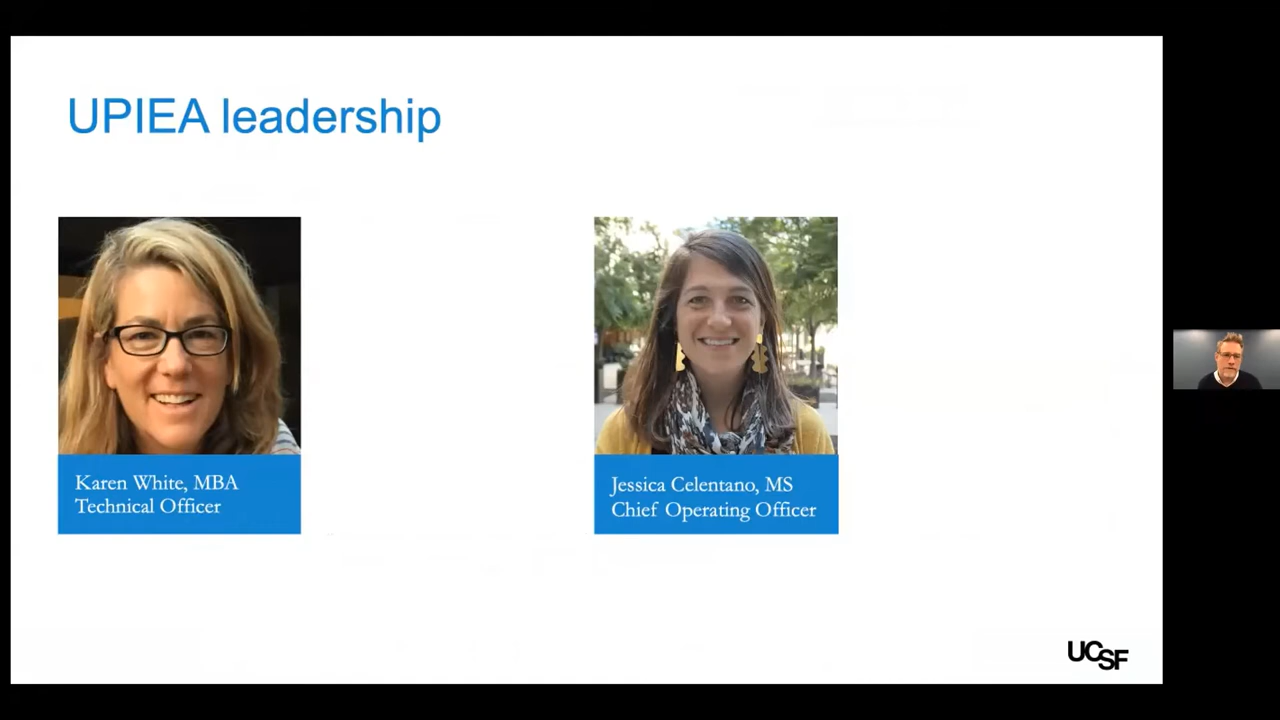 UPIEA leadership
Karen White, MBA
Technical Officer
Jessica Celentano, MS
Chief Operating Officer
UCSF